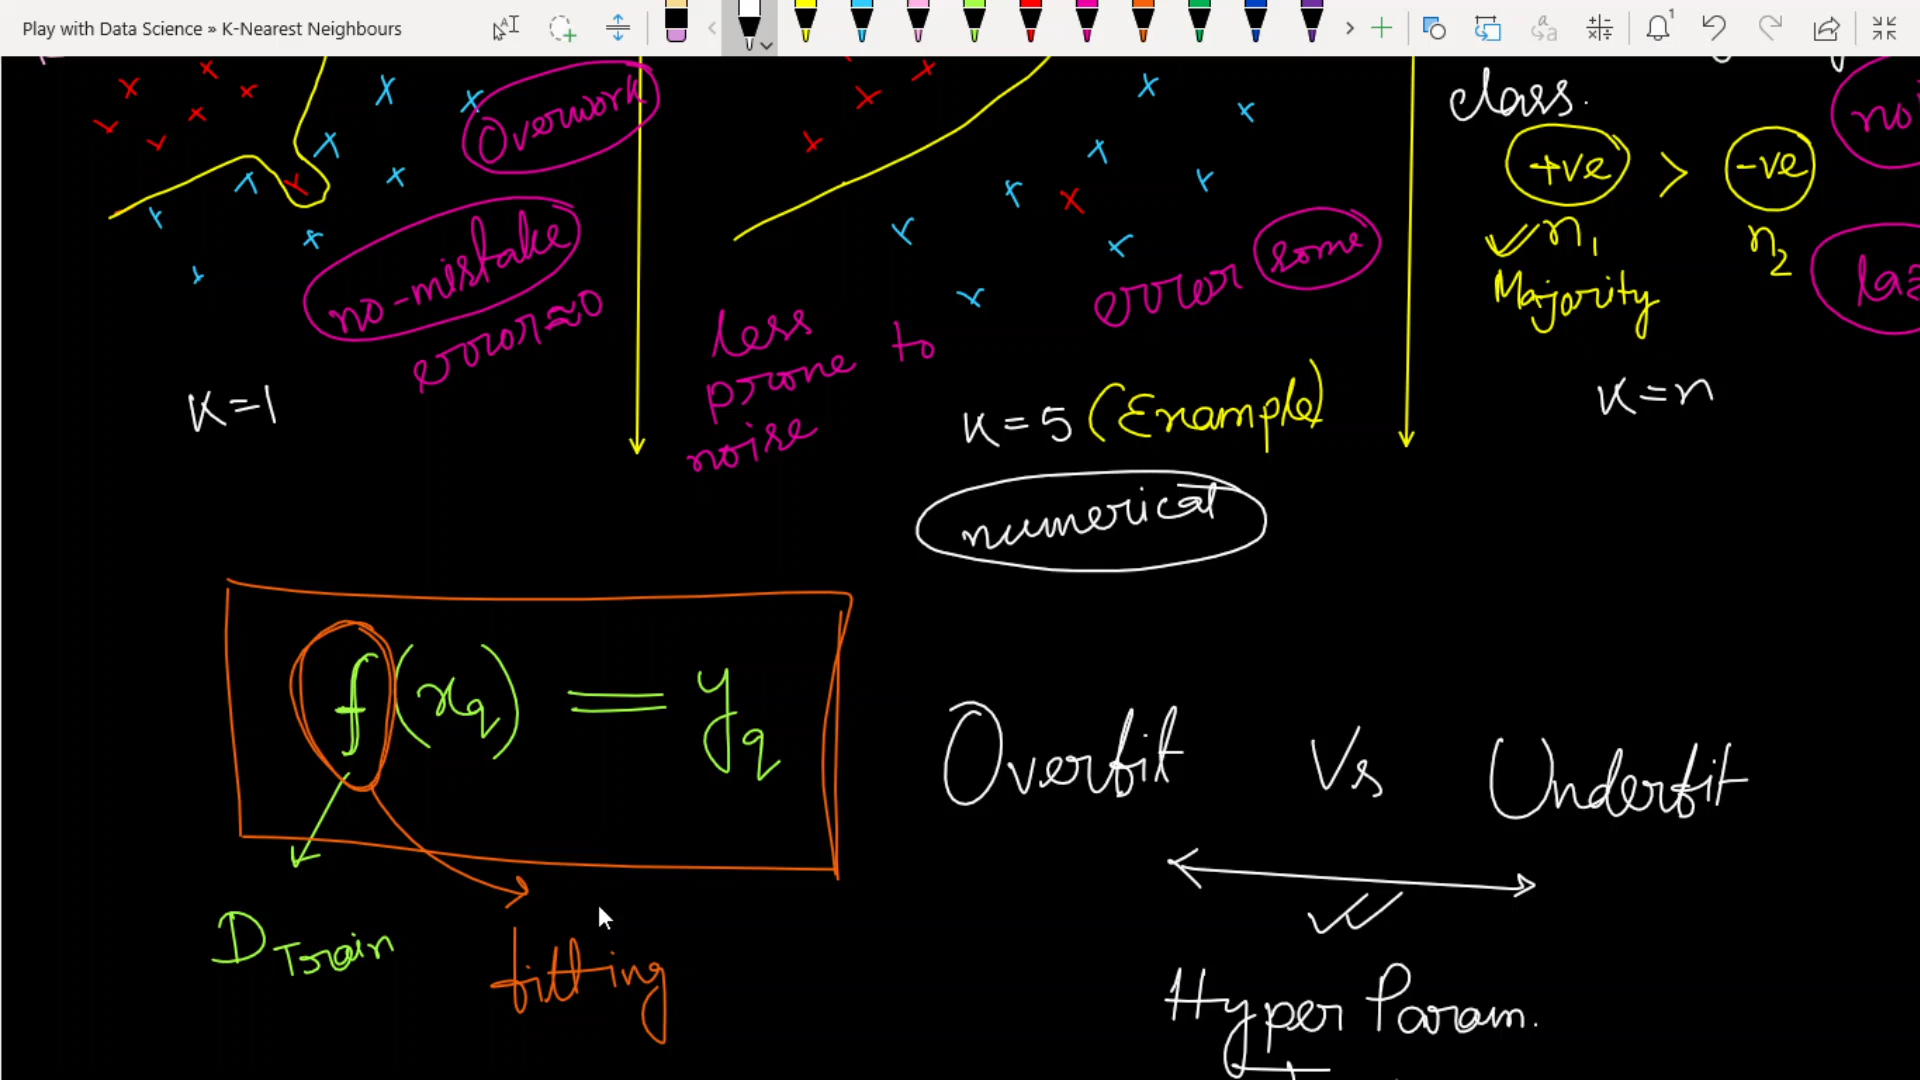 Play with Data Science » K-Nearest Neighbours
Overwork
no-mistake
error≈0
K=1
less
prone to
noise
error some
K=5 (Example)
numerical
class.
+ve > -ve
n1 n2
Majority
K=n
f(xq) = yq
DTrain
fitting
Overfit Vs Underfit
Hyper Param.